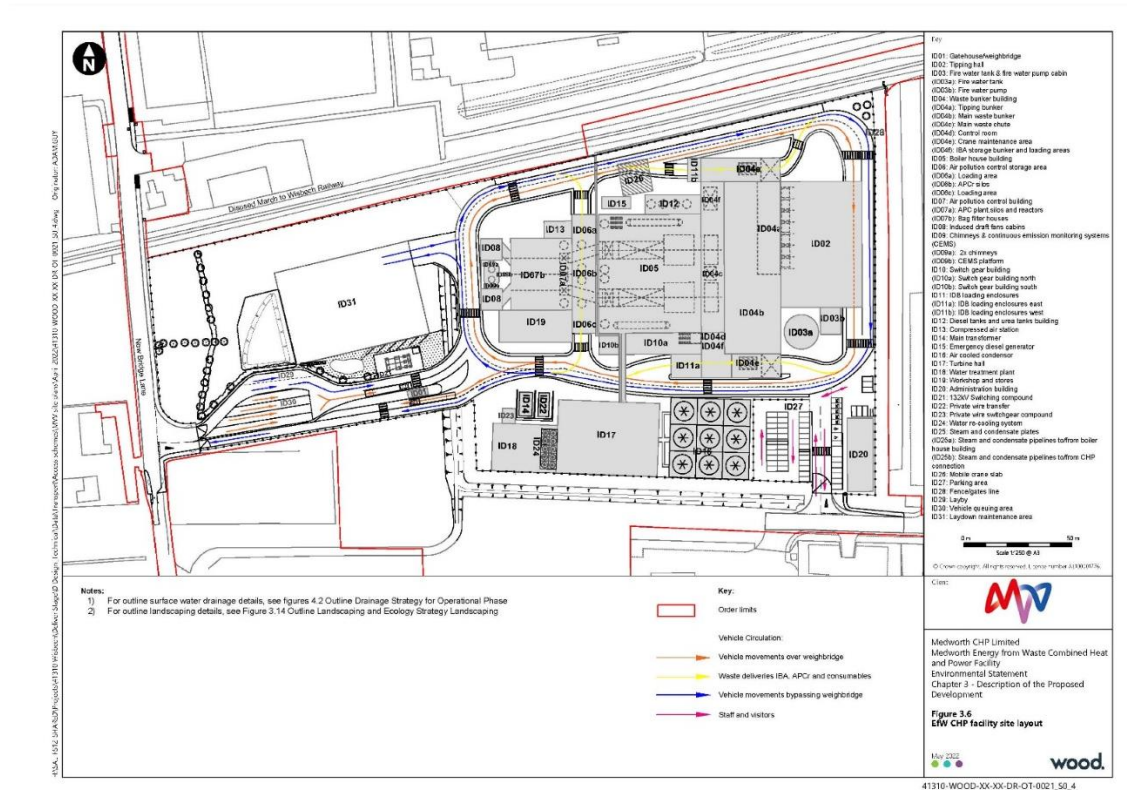 N
Disused March to Wisbech Railway
New Bridge Lane
ID28
ID26
ID11b
ID04e
ID15
ID12
ID04f
ID13
ID06a
ID04a
ID02
ID08
ID07b
ID07a
ID06b
ID05
ID04c
ID31
ID08
ID19
ID06c
ID04b
ID03a
ID03b
ID10b
ID10a
ID04d
ID04f
ID11a
ID04e
ID29
ID21
ID01
ID30
ID23
ID14
ID22
ID27
ID18
ID24
ID17
ID16
ID20
Key
ID01: Gatehouse/weighbridge
ID02: Tipping hall
ID03: Fire water tank & fire water pump cabin
(ID03a): Fire water tank
(ID03b): Fire water pump
ID04: Waste bunker building
(ID04a): Tipping bunker
(ID04b): Main waste bunker
(ID04c): Main waste chute
(ID04d): Control room
(ID04e): Crane maintenance area
(ID04f): IBA storage bunker and loading areas
ID05: Boiler house building
ID06: Air pollution control storage area
(ID06a): Loading area
(ID06b): APCr silos
(ID06c): Loading area
ID07: Air pollution control building
(ID07a): APC plant silos and reactors
(ID07b): Bag filter houses
ID08: Induced draft fans cabins
ID09: Chimneys & continuous emission monitoring systems
(CEMS)
(ID09a): 2x chimneys
(ID09b): CEMS platform
ID10: Switch gear building
(ID10a): Switch gear building north
(ID10b): Switch gear building south
ID11: IDB loading enclosures
(ID11a): IDB loading enclosures east
(ID11b): IDB loading enclosures west
ID12: Diesel tanks and urea tanks building
ID13: Compressed air station
ID14: Main transformer
ID15: Emergency diesel generator
ID16: Air cooled condensor
ID17: Turbine hall
ID18: Water treatment plant
ID19: Workshop and stores
ID20: Administration building
ID21: 132kV Switching compound
ID22: Private wire transfer
ID23: Private wire switchgear compound
ID24: Water re-cooling system
ID25: Steam and condensate plates
(ID25a): Steam and condensate pipelines to/from boiler
house building
(ID25b): Steam and condensate pipelines to/from CHP
connection
ID26: Mobile crane slab
ID27: Parking area
ID28: Fence/gates line
ID29: Layby
ID30: Vehicle queuing area
ID31: Laydown maintenance area
0 m 50 m
Scale 1:1250 @ A3
Notes:
1) For outline surface water drainage details, see figures 4.2 Outline Drainage Strategy for Operational Phase
2) For outline landscaping details, see Figure 3.14 Outline Landscaping and Ecology Strategy Landscaping
Key:
Order limits
Vehicle Circulation:
Vehicle movements over weighbridge
Waste deliveries IBA, APCr and consumables
Vehicle movements bypassing weighbridge
Staff and visitors
Client
MVV
Medworth CHP Limited
Medworth Energy from Waste Combined Heat
and Power Facility
Environmental Statement
Chapter 3 - Description of the Proposed
Development
Figure 3.6
EfW CHP facility site layout
May 2022
wood.
41310-WOOD-XX-XX-DR-OT-0021_S0_4